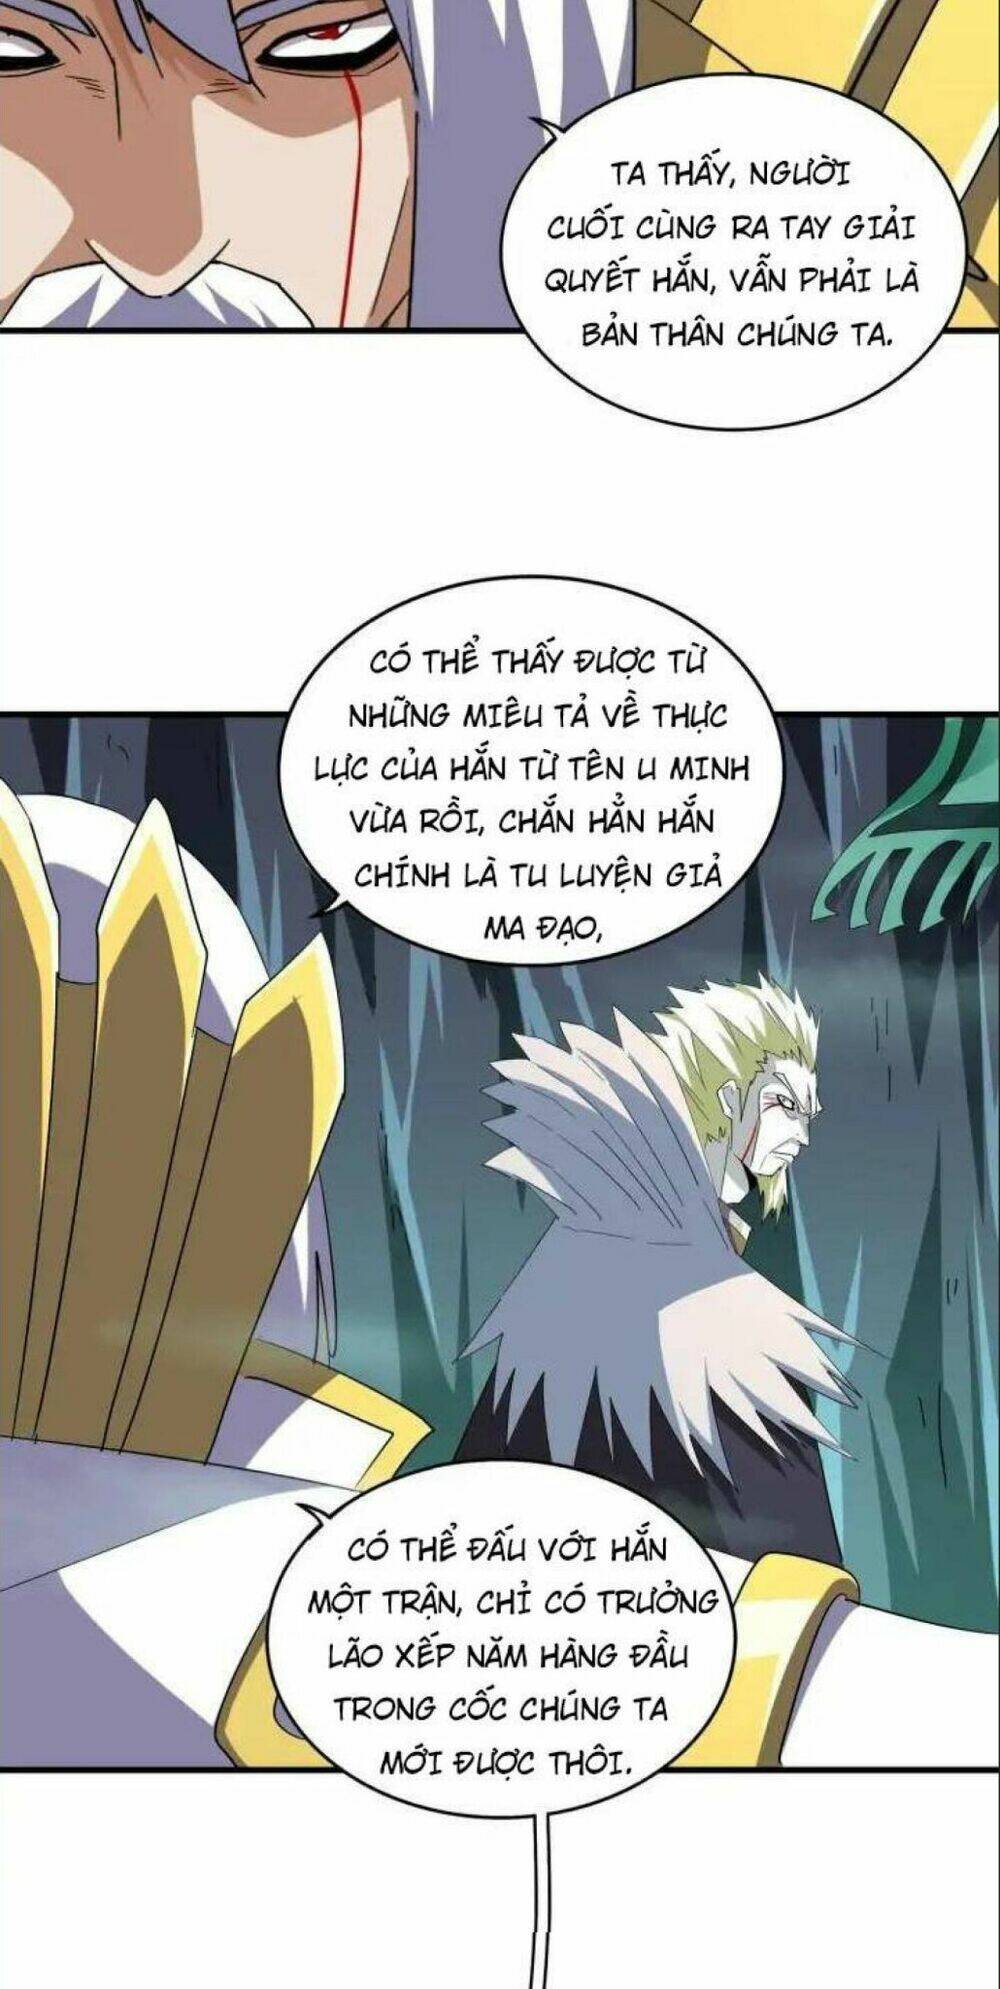 TA THẤY, NGƯỜI
CUỐI CÙNG RA TAY GIẢI
QUYẾT HẮN, VẪN PHẢI LÀ
BẢN THÂN CHÚNG TA.
CÓ THỂ THẤY ĐƯỢC TỪ
NHỮNG MIÊU TẢ VỀ THỰC
LỰC CỦA HẮN TỪ TÊN U MINH
VỪA RỒI, CHẮN HẲN HẮN
CHÍNH LÀ TU LUYỆN GIẢ
MA ĐẠO,
CÓ THỂ ĐẤU VỚI HẮN
MỘT TRẬN, CHỈ CÓ TRƯỞNG
LÃO XẾP NĂM HÀNG ĐẦU
TRONG CỐC CHÚNG TA
MỚI ĐƯỢC THÔI.